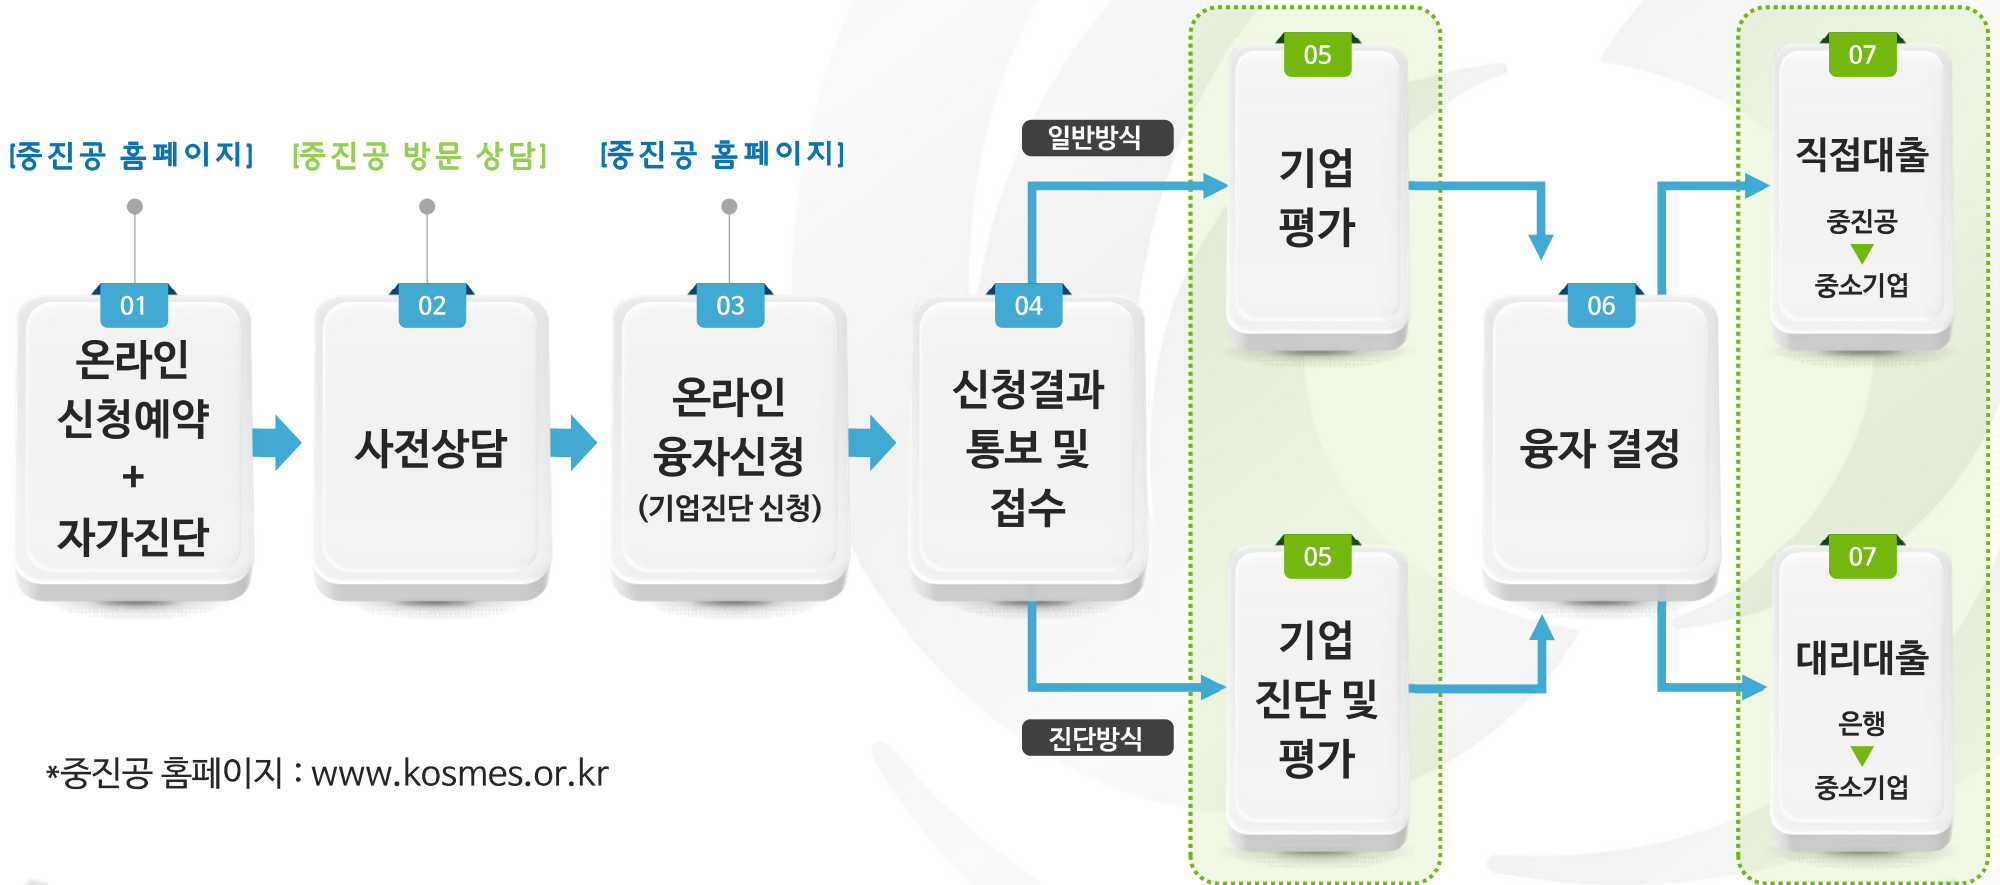 [중진공 홈페이지]
01
온라인
신청예약
+
자가진단
[중진공 방문 상담]
02
사전상담
[중진공 홈페이지]
03
온라인
융자신청
(기업진단 신청)
04
신청결과
통보 및
접수
일반방식
05
기업
평가
진단방식
05
기업
진단 및
평가
06
융자 결정
07
직접대출
중진공
중소기업
07
대리대출
은행
중소기업
*중진공 홈페이지 : www.kosmes.or.kr